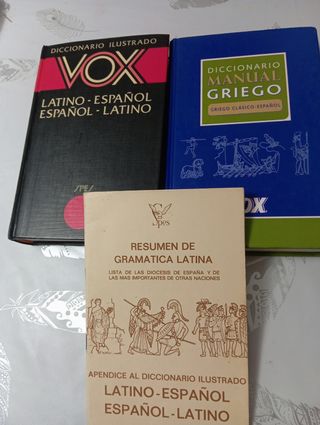 DICCIONARIO ILUSTRADO
VOX
LATINO-ESPAÑOL
ESPAÑOL-LATINO
SPES
DICCIONARIO
MANUAL
GRIEGO
GRIEGO CLÁSICO-ESPAÑOL
VOX
Spes
RESUMEN DE
GRAMATICA LATINA
LISTA DE LAS DIOCESIS DE ESPAÑA Y DE
LAS MAS IMPORTANTES DE OTRAS NACIONES
APENDICE AL DICCIONARIO ILUSTRADO
LATINO-ESPAÑOL
ESPAÑOL-LATINO